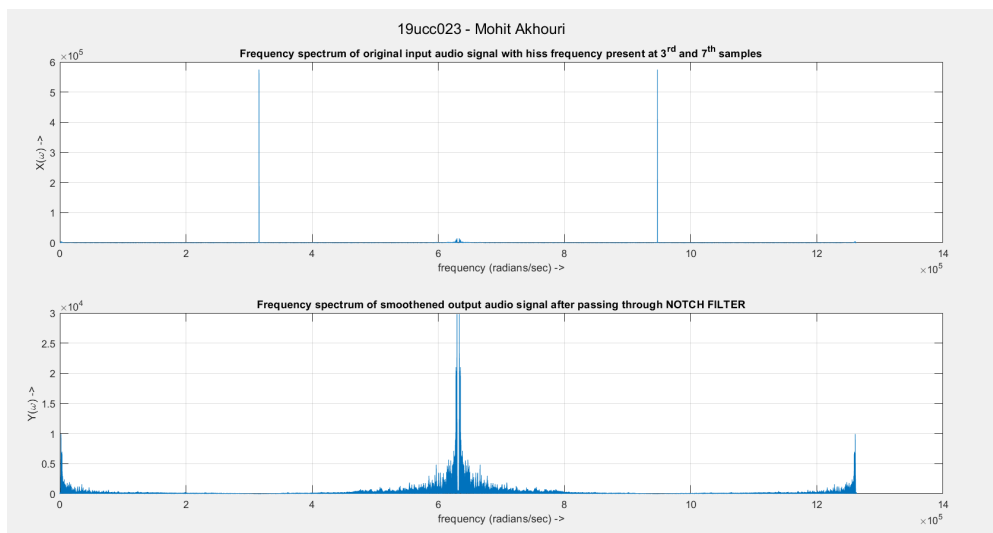 19ucc023 - Mohit Akhouri
Frequency spectrum of original input audio signal with hiss frequency present at 3rd and 7th samples
×10^5
6
5
4
3
2
1
0
X(ω) ->
0 2 4 6 8 10 12 14
frequency (radians/sec) ->
×10^5
Frequency spectrum of smoothened output audio signal after passing through NOTCH FILTER
×10^4
3
2.5
2
1.5
1
0.5
0
Y(ω) ->
0 2 4 6 8 10 12 14
frequency (radians/sec) ->
×10^5